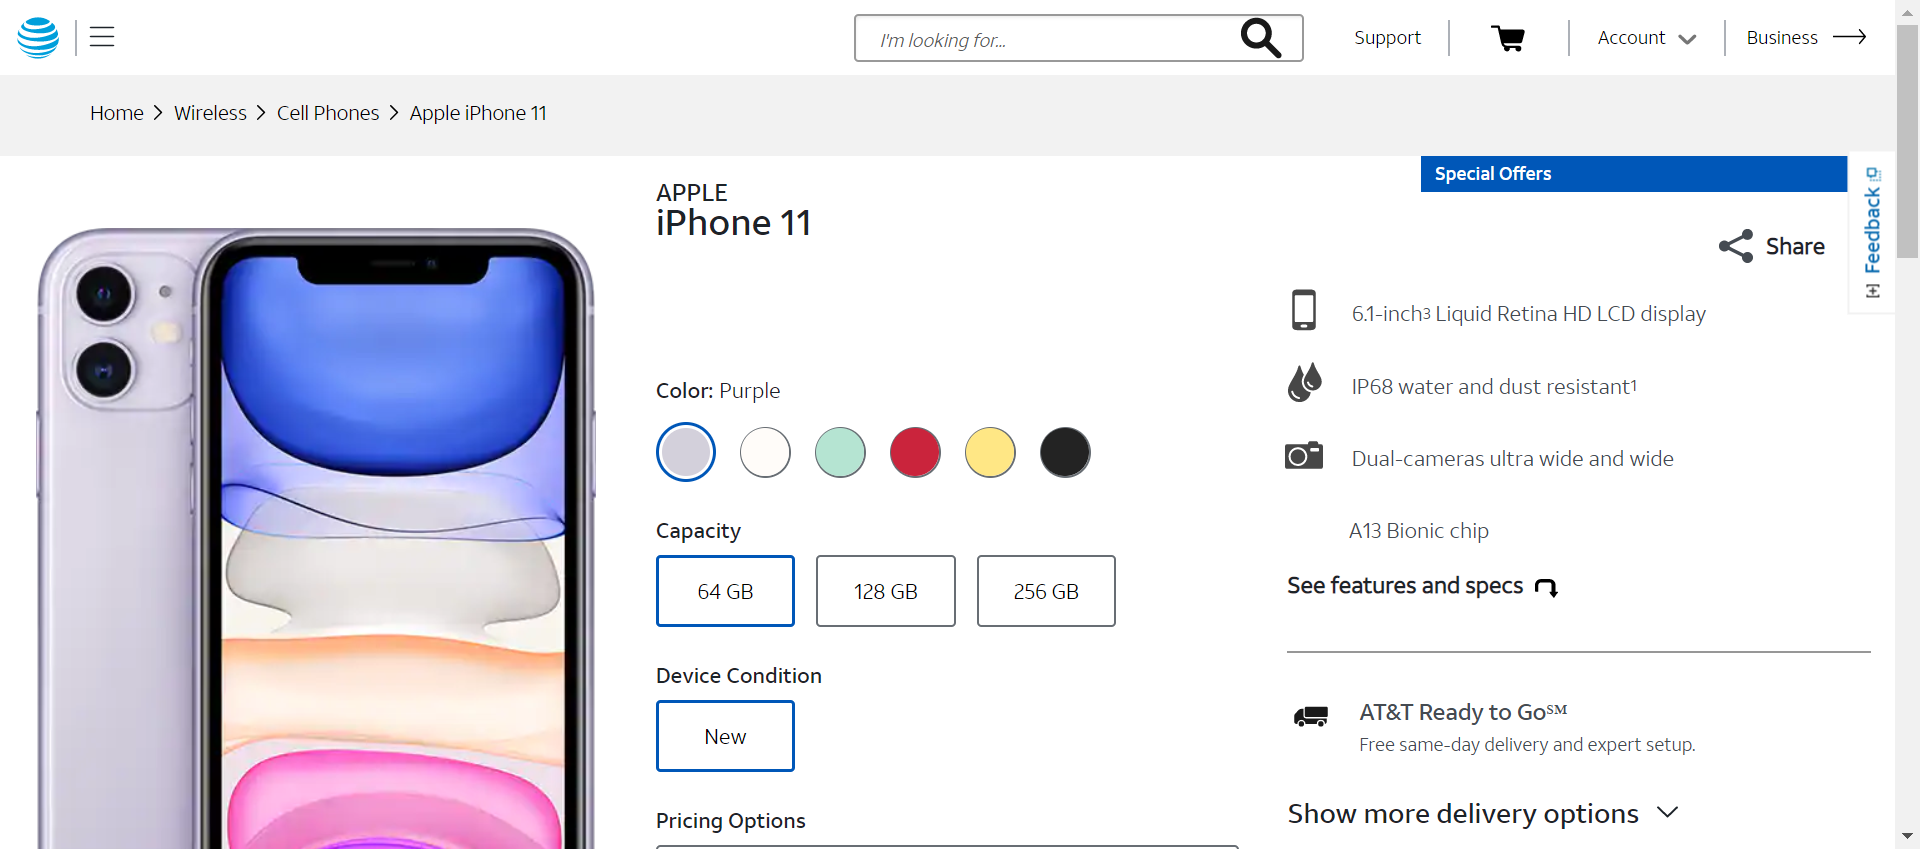 I'm looking for...
Support
Account
Business
Home
Wireless
Cell Phones
Apple iPhone 11
Special Offers
Feedback
[+]
APPLE
iPhone 11
Share
6.1-inch3 Liquid Retina HD LCD display
IP68 water and dust resistant1
Color: Purple
Dual-cameras ultra wide and wide
A13 Bionic chip
Capacity
64 GB
128 GB
256 GB
See features and specs
Device Condition
New
AT&T Ready to Go℠
Free same-day delivery and expert setup.
Show more delivery options
Pricing Options